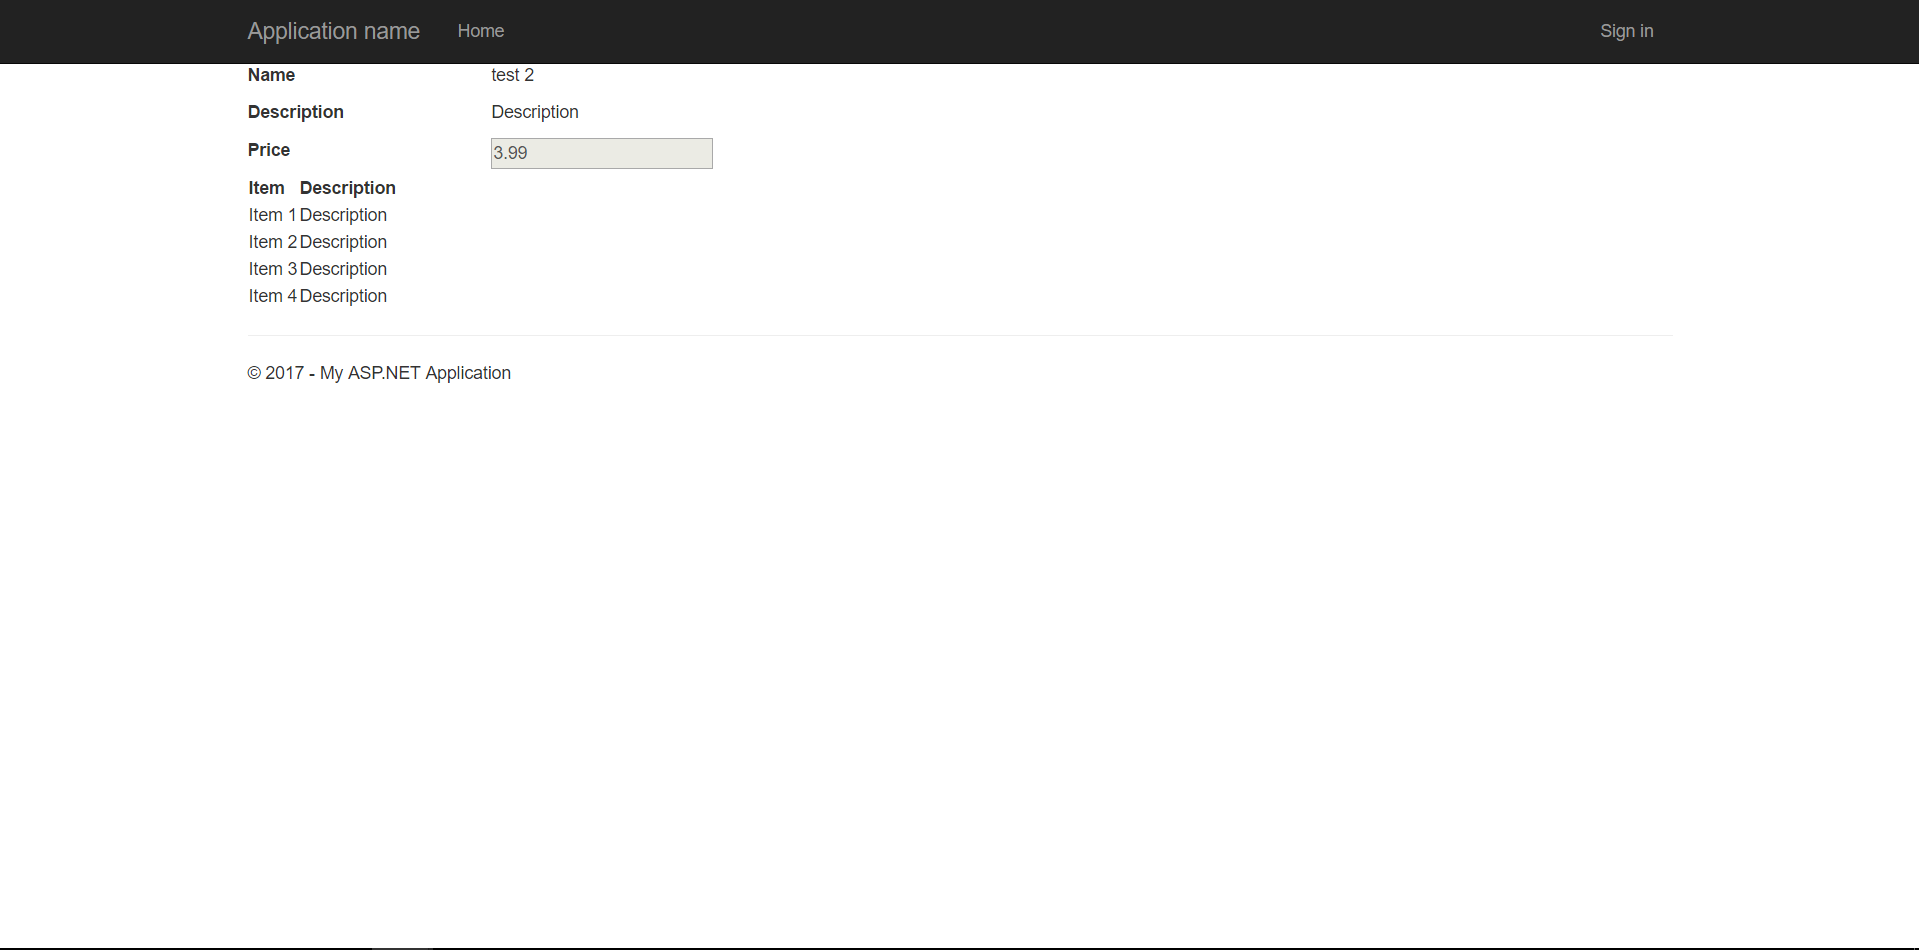 Application name Home Sign in
Name test 2
Description Description
Price 3.99
Item Description
Item 1 Description
Item 2 Description
Item 3 Description
Item 4 Description
© 2017 - My ASP.NET Application